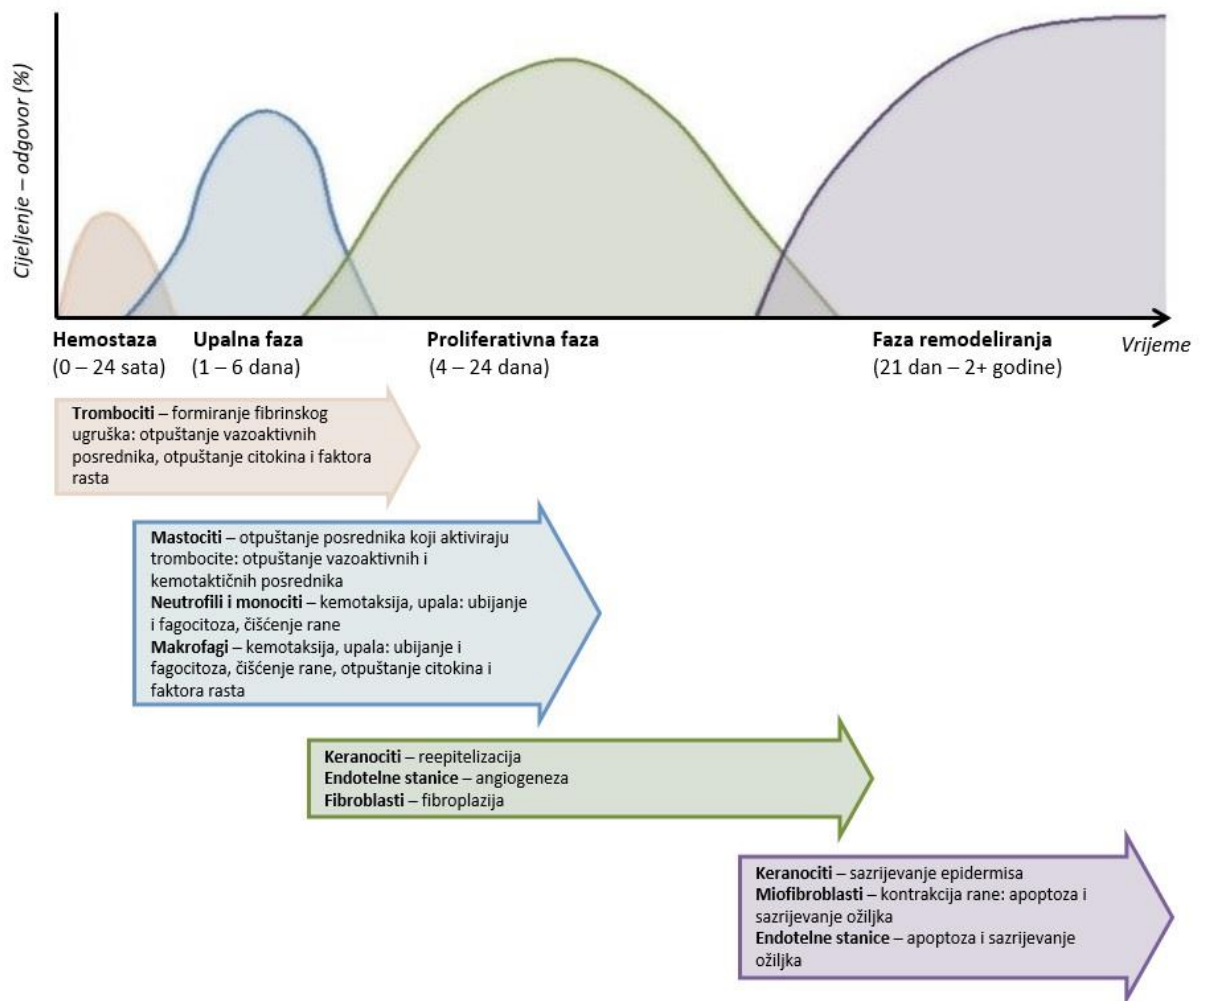 Cijeljenje – odgovor (%)
Hemostaza
(0 – 24 sata)
Upalna faza
(1 – 6 dana)
Proliferativna faza
(4 – 24 dana)
Faza remodeliranja
(21 dan – 2+ godine)
Vrijeme
Trombociti – formiranje fibrinskog
ugruška: otpuštanje vazoaktivnih
posrednika, otpuštanje citokina i faktora
rasta
Mastociti – otpuštanje posrednika koji aktiviraju
trombocite: otpuštanje vazoaktivnih i
kemotaktičnih posrednika
Neutrofili i monociti – kemotaksija, upala: ubijanje
i fagocitoza, čišćenje rane
Makrofagi – kemotaksija, upala: ubijanje i
fagocitoza, čišćenje rane, otpuštanje citokina i
faktora rasta
Keranociti – reepitelizacija
Endotelne stanice – angiogeneza
Fibroblasti – fibroplazija
Keranociti – sazrijevanje epidermisa
Miofibroblasti – kontrakcija rane: apoptoza i
sazrijevanje ožiljka
Endotelne stanice – apoptoza i sazrijevanje
ožiljka